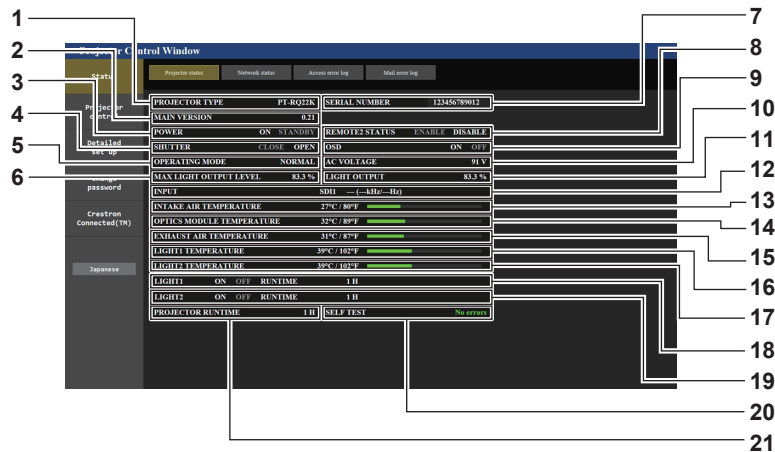 1
2
3
4
5
6
7
8
9
10
11
12
13
14
15
16
17
18
19
20
21
Projector Control Window
Status
Projector control
Detailed set up
Change password
Crestron Connected(TM)
Japanese
Projector status Network status Access error log Mail error log
PROJECTOR TYPE PT-RQ22K SERIAL NUMBER 123456789012
MAIN VERSION 0.21
POWER ON STANDBY REMOTE2 STATUS ENABLE DISABLE
SHUTTER CLOSE OPEN OSD ON OFF
OPERATING MODE NORMAL AC VOLTAGE 91 V
MAX LIGHT OUTPUT LEVEL 83.3 % LIGHT OUTPUT 83.3 %
INPUT SDI1 --- (---kHz/---Hz)
INTAKE AIR TEMPERATURE 27°C / 80°F
OPTICS MODULE TEMPERATURE 32°C / 89°F
EXHAUST AIR TEMPERATURE 31°C / 87°F
LIGHT1 TEMPERATURE 39°C / 102°F
LIGHT2 TEMPERATURE 39°C / 102°F
LIGHT1 ON OFF RUNTIME 1 H
LIGHT2 ON OFF RUNTIME 1 H
PROJECTOR RUNTIME 1 H SELF TEST No errors